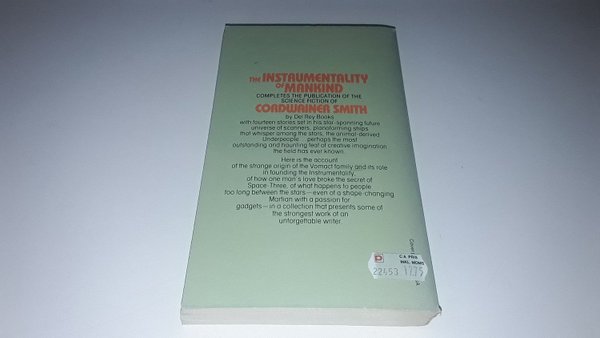 THE INSTRUMENTALITY
OF MANKIND
COMPLETES THE PUBLICATION OF THE
SCIENCE FICTION OF
CORDWAINER SMITH
by Del Rey Books
with fourteen stories set in his star-spanning future
universe of scanners, planoforming ships
that whisper among the stars, the animal-derived
Underpeople—perhaps the most
outstanding and haunting feat of creative imagination
the field has ever known.
Here is the account
of the strange origin of the Vomact family and its role
in founding the Instrumentality,
of how one man's love broke the secret of
Space-Three, of what happens to people
too long between the stars—even of a shape-changing
Martian with a passion for
gadgets—in a collection that presents some of
the strangest work of an
unforgettable writer.
Cover
D
22453